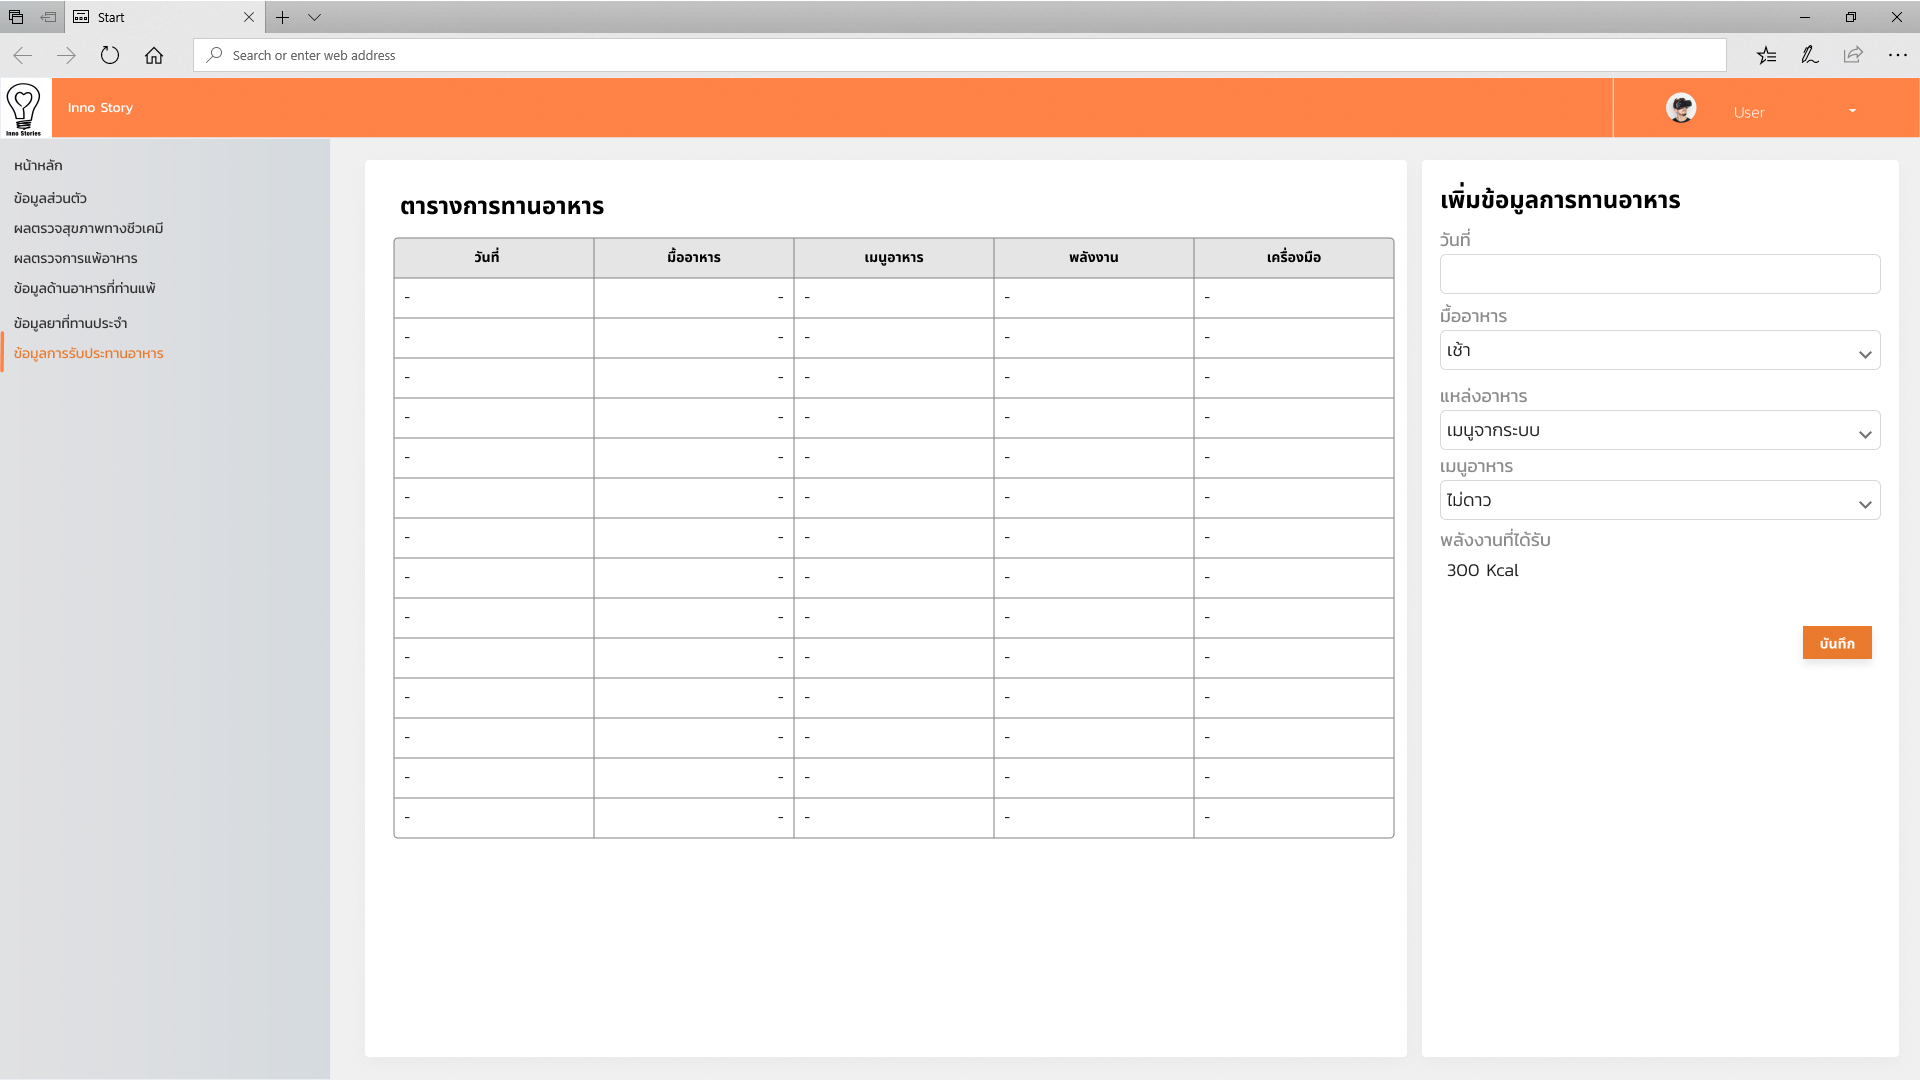 Start
Search or enter web address
Inno Stories
Inno Story
User
หน้าหลัก
ข้อมูลส่วนตัว
ผลตรวจสุขภาพทางชีวเคมี
ผลตรวจการแพ้อาหาร
ข้อมูลด้านอาหารที่ท่านแพ้
ข้อมูลยาที่ทานประจำ
ข้อมูลการรับประทานอาหาร
ตารางการทานอาหาร
วันที่ มื้ออาหาร เมนูอาหาร พลังงาน เครื่องมือ
- - - - -
- - - - -
- - - - -
- - - - -
- - - - -
- - - - -
- - - - -
- - - - -
- - - - -
- - - - -
- - - - -
- - - - -
- - - - -
- - - - -
เพิ่มข้อมูลการทานอาหาร
วันที่
มื้ออาหาร
เช้า
แหล่งอาหาร
เมนูจากระบบ
เมนูอาหาร
ไม่ดาว
พลังงานที่ได้รับ
300 Kcal
บันทึก